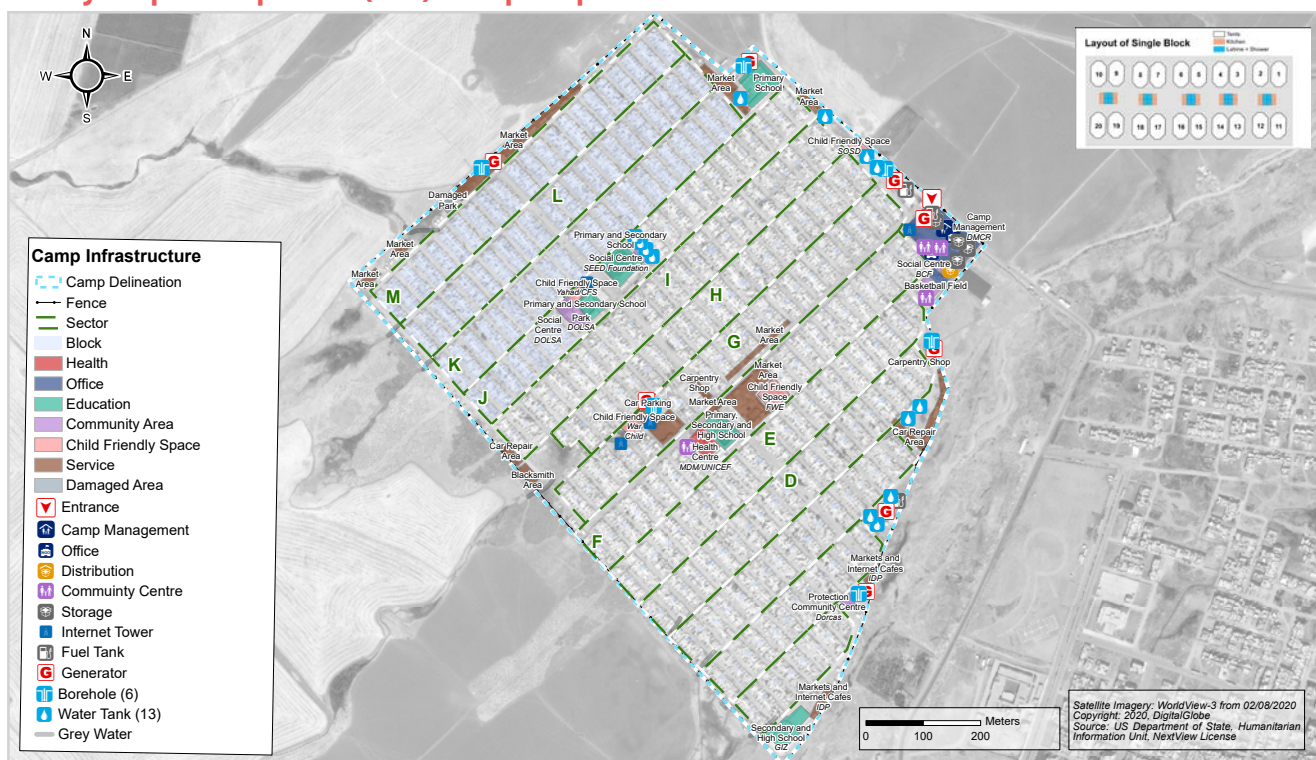 N
W
E
S
Layout of Single Block
Tents
Kitchen
Latrine + Shower
10 9 8 7 6 5 4 3 2 1
20 19 18 17 16 15 14 13 12 11
Camp Infrastructure
Camp Delineation
Fence
Sector
Block
Health
Office
Education
Community Area
Child Friendly Space
Service
Damaged Area
Entrance
Camp Management
Office
Distribution
Commuinty Centre
Storage
Internet Tower
Fuel Tank
G Generator
Borehole (6)
Water Tank (13)
Grey Water
G
Market
Area
Primary
School
Market
Area
Market
Area
G
Child Friendly Space
SOSD
G
Damaged
Park
L
G
Camp
Management
DMCR
Primary and Secondary
School
Market
Area
Social Centre
SEED Foundation
Social Centre
BCF
Market
Area
I
Child Friendly Space
Yahad/CFS
Basketball Field
M
H
Primary and Secondary School
Social
Centre
DOLSA
Park
DOLSA
G
Market
Area
G
Carpentry Shop
K
Market
Area
Carpentry
Shop
Child Friendly
Space
FWE
J
G
Car Parking
Market Area
Child Friendly Space
War
Child
Primary,
Secondary and
High School
Car Repair
Area
E
Car Repair
Area
Health
Centre
MDM/UNICEF
Blacksmith
Area
D
G
F
Markets and
Internet Cafes
IDP
G
Protection
Community Centre
Dorcas
Markets and
Internet Cafes
IDP
Secondary and
High School
GIZ
Meters
0 100 200
Satellite Imagery: WorldView-3 from 02/08/2020
Copyright: 2020, DigitalGlobe
Source: US Department of State, Humanitarian
Information Unit, NextView License